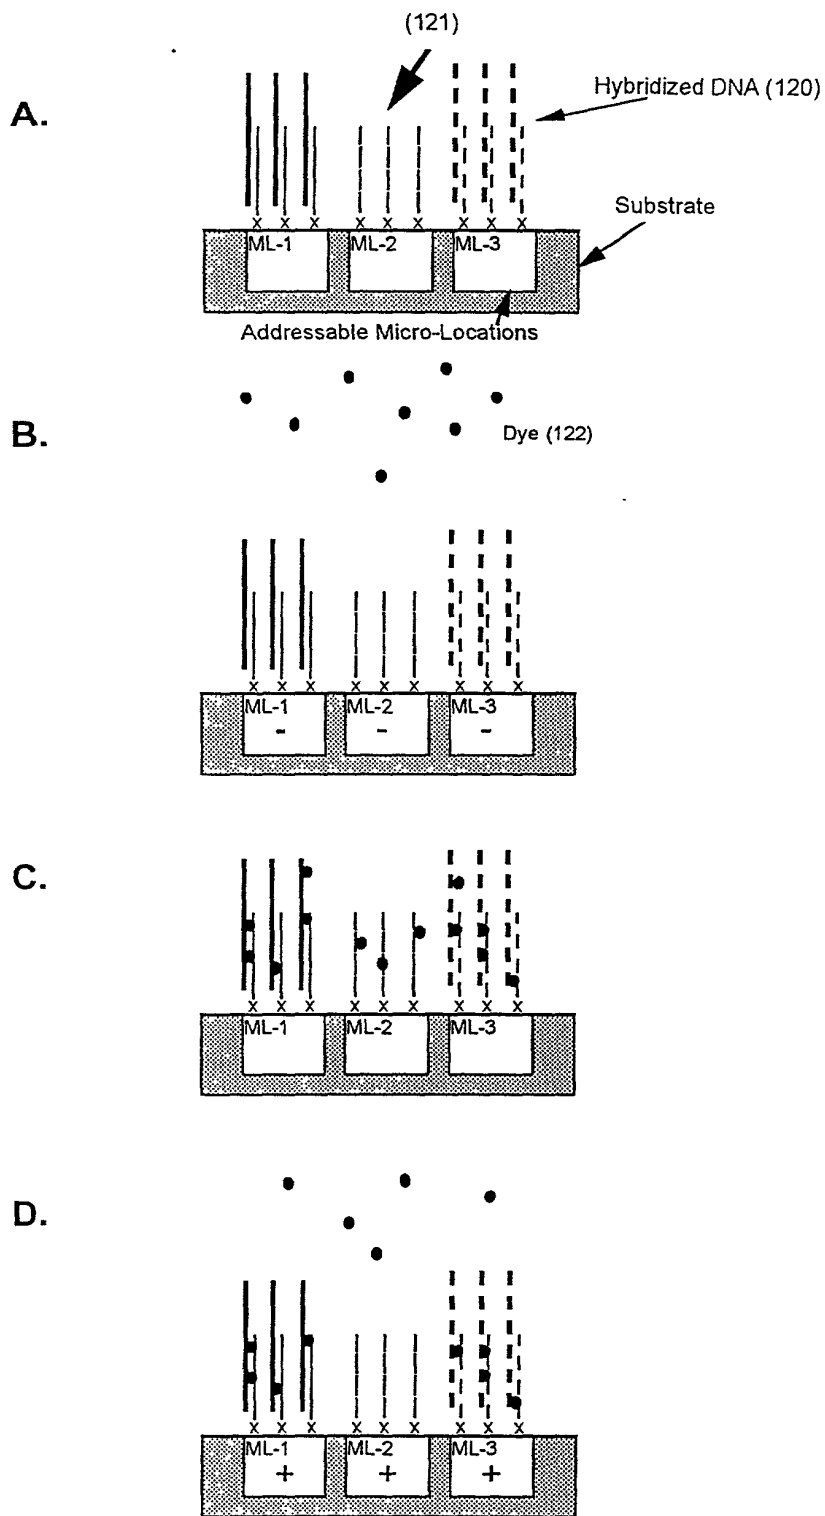 (121)
A.
Hybridized DNA (120)
Substrate
x x x x x x x x x
ML-1 ML-2 ML-3
Addressable Micro-Locations
B.
Dye (122)
x x x x x x x x x
ML-1 ML-2 ML-3
- - -
C.
x x x x x x x x x
ML-1 ML-2 ML-3
D.
x x x x x x x x x
ML-1 ML-2 ML-3
+ + +